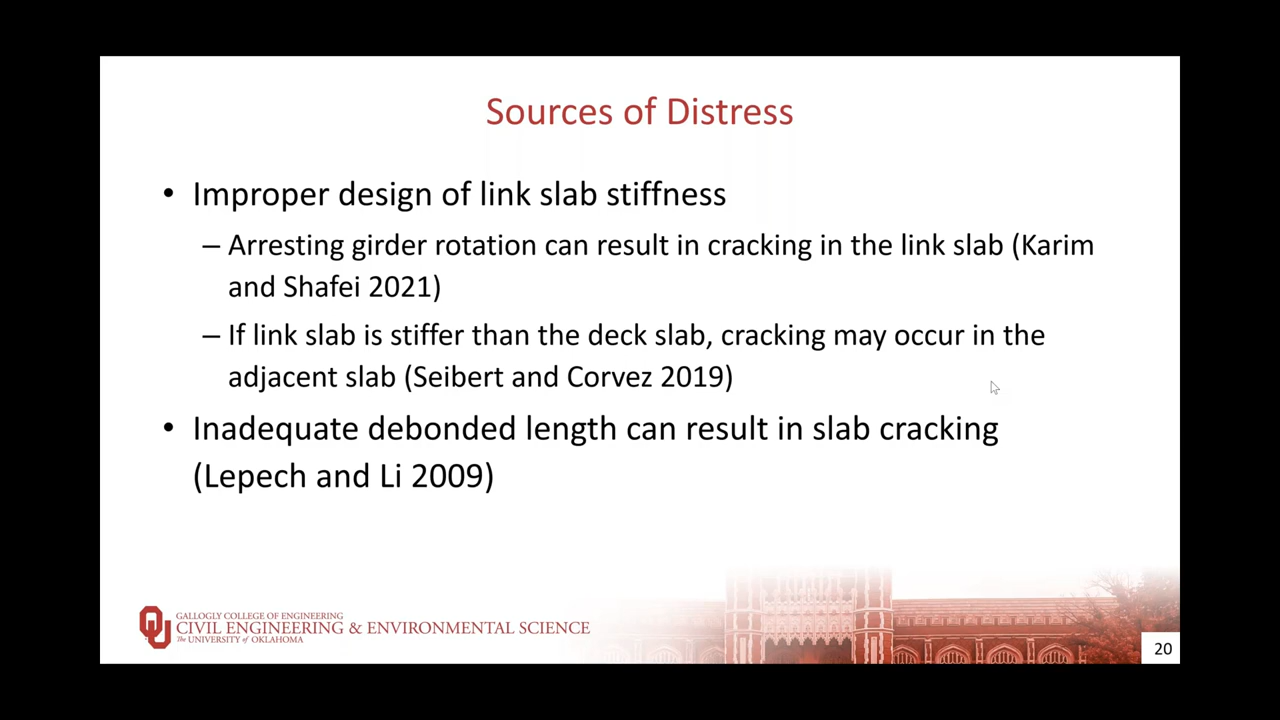 Sources of Distress
• Improper design of link slab stiffness
– Arresting girder rotation can result in cracking in the link slab (Karim
and Shafei 2021)
– If link slab is stiffer than the deck slab, cracking may occur in the
adjacent slab (Seibert and Corvez 2019)
• Inadequate debonded length can result in slab cracking
(Lepech and Li 2009)
GALLOGLY COLLEGE OF ENGINEERING
CIVIL ENGINEERING & ENVIRONMENTAL SCIENCE
The UNIVERSITY of OKLAHOMA
20